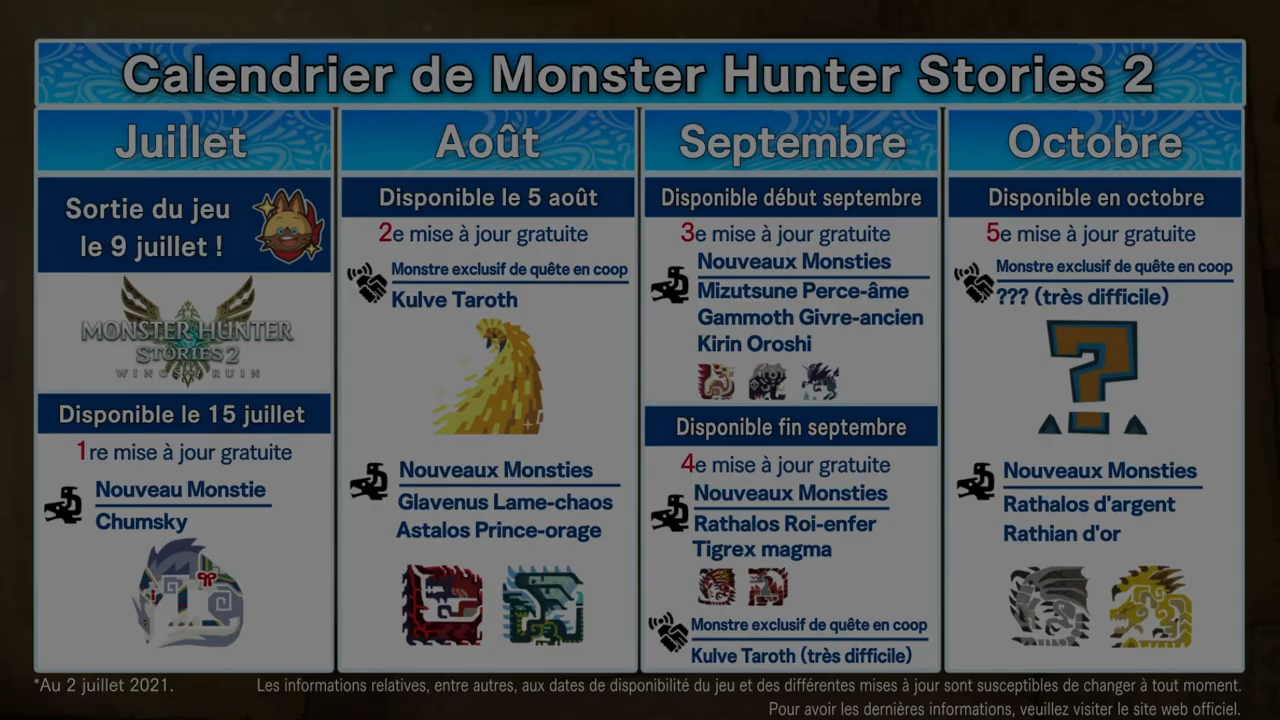 Calendrier de Monster Hunter Stories 2
Juillet
Sortie du jeu
le 9 juillet !
MONSTER HUNTER
STORIES 2
WINGS OF RUIN
Disponible le 15 juillet
1re mise à jour gratuite
Nouveau Monstie
Chumsky
Août
Disponible le 5 août
2e mise à jour gratuite
Monstre exclusif de quête en coop
Kulve Taroth
Nouveaux Monsties
Glavenus Lame-chaos
Astalos Prince-orage
Septembre
Disponible début septembre
3e mise à jour gratuite
Nouveaux Monsties
Mizutsune Perce-âme
Gammoth Givre-ancien
Kirin Oroshi
Disponible fin septembre
4e mise à jour gratuite
Nouveaux Monsties
Rathalos Roi-enfer
Tigrex magma
Monstre exclusif de quête en coop
Kulve Taroth (très difficile)
Octobre
Disponible en octobre
5e mise à jour gratuite
Monstre exclusif de quête en coop
??? (très difficile)
?
Nouveaux Monsties
Rathalos d'argent
Rathian d'or
*Au 2 juillet 2021.
Les informations relatives, entre autres, aux dates de disponibilité du jeu et des différentes mises à jour sont susceptibles de changer à tout moment.
Pour avoir les dernières informations, veuillez visiter le site web officiel.